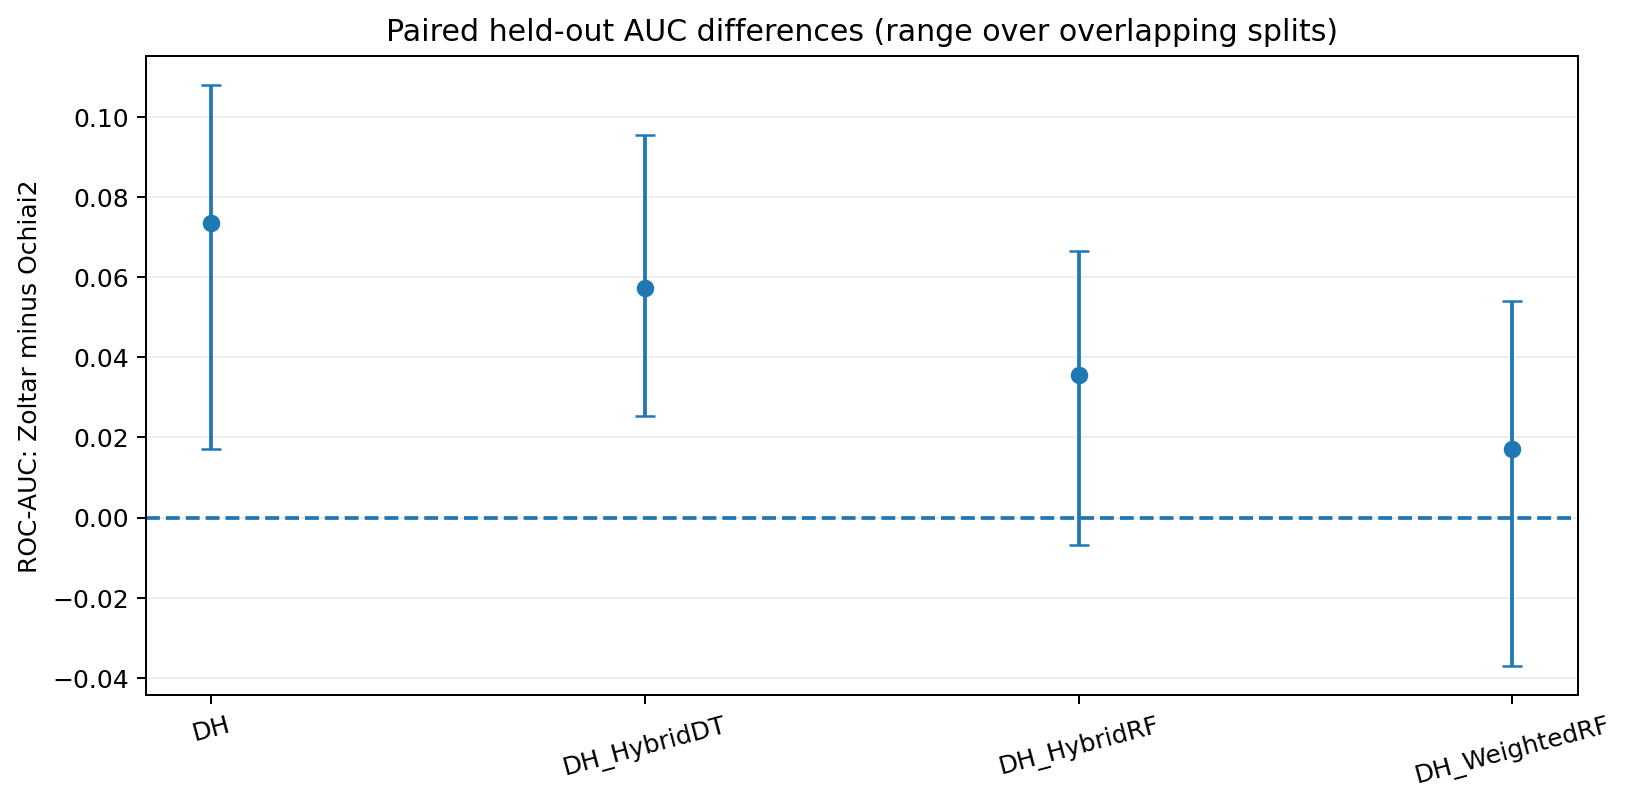 Paired held-out AUC differences (range over overlapping splits)
ROC-AUC: Zoltar minus Ochiai2
0.10
0.08
0.06
0.04
0.02
0.00
−0.02
−0.04
DH
DH_HybridDT
DH_HybridRF
DH_WeightedRF